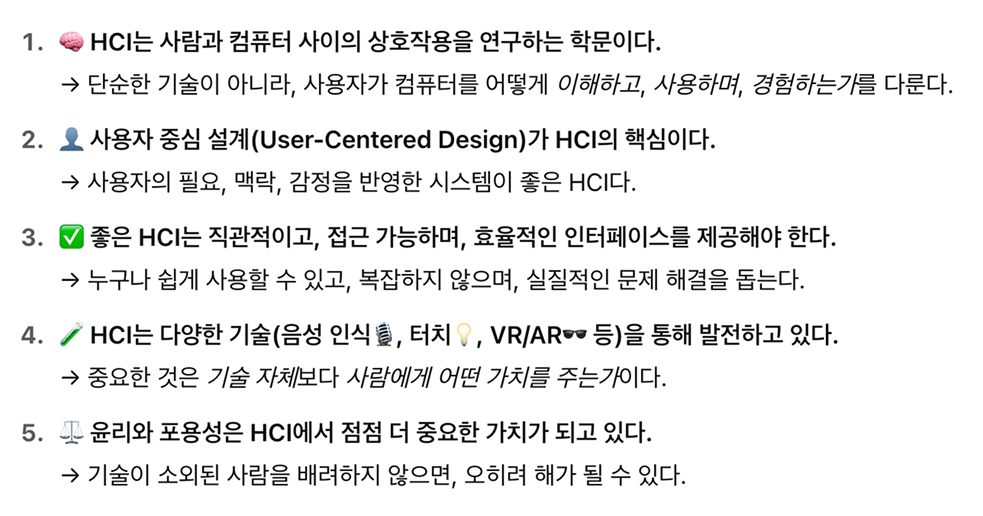 1. 🧠 HCI는 사람과 컴퓨터 사이의 상호작용을 연구하는 학문이다.
→ 단순한 기술이 아니라, 사용자가 컴퓨터를 어떻게 이해하고, 사용하며, 경험하는가를 다룬다.
2. 👤 사용자 중심 설계(User-Centered Design)가 HCI의 핵심이다.
→ 사용자의 필요, 맥락, 감정을 반영한 시스템이 좋은 HCI다.
3. ✅ 좋은 HCI는 직관적이고, 접근 가능하며, 효율적인 인터페이스를 제공해야 한다.
→ 누구나 쉽게 사용할 수 있고, 복잡하지 않으며, 실질적인 문제 해결을 돕는다.
4. 🧪 HCI는 다양한 기술(음성 인식🎙️, 터치💡, VR/AR🕶️ 등)을 통해 발전하고 있다.
→ 중요한 것은 기술 자체보다 사람에게 어떤 가치를 주는가이다.
5. ⚖️ 윤리와 포용성은 HCI에서 점점 더 중요한 가치가 되고 있다.
→ 기술이 소외된 사람을 배려하지 않으면, 오히려 해가 될 수 있다.